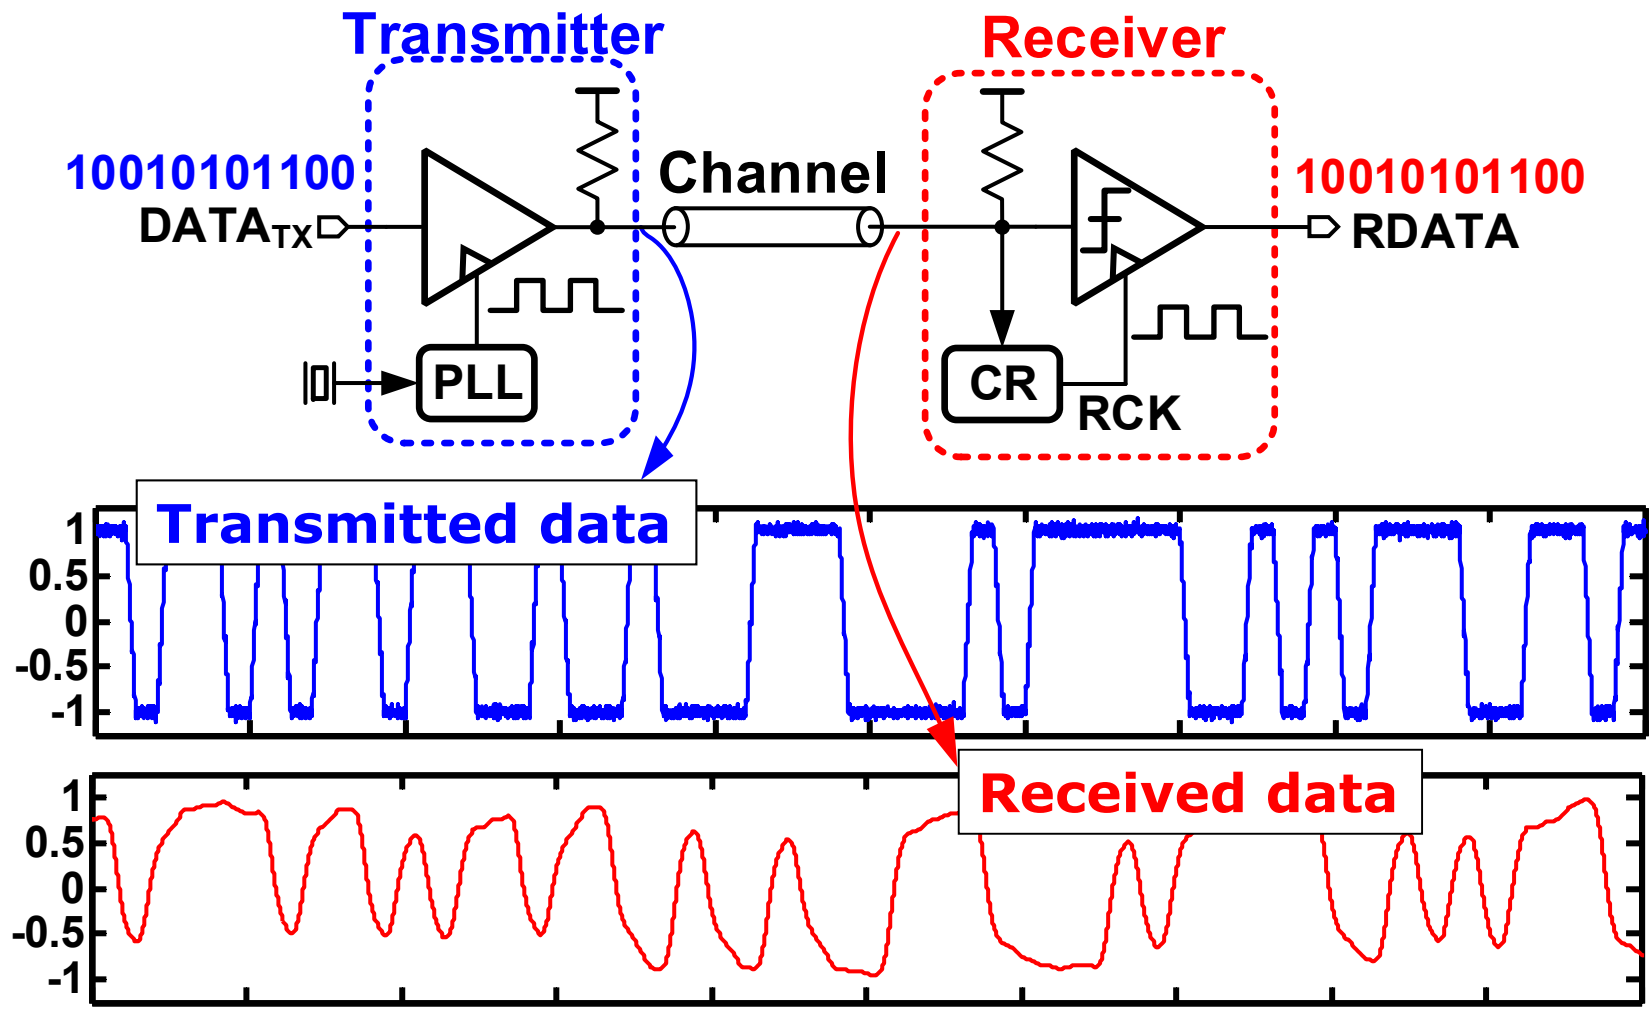 Transmitter
Receiver
10010101100
Channel
10010101100
DATATX
RDATA
PLL
CR
RCK
Transmitted data
1
0.5
0
-0.5
-1
Received data
1
0.5
0
-0.5
-1